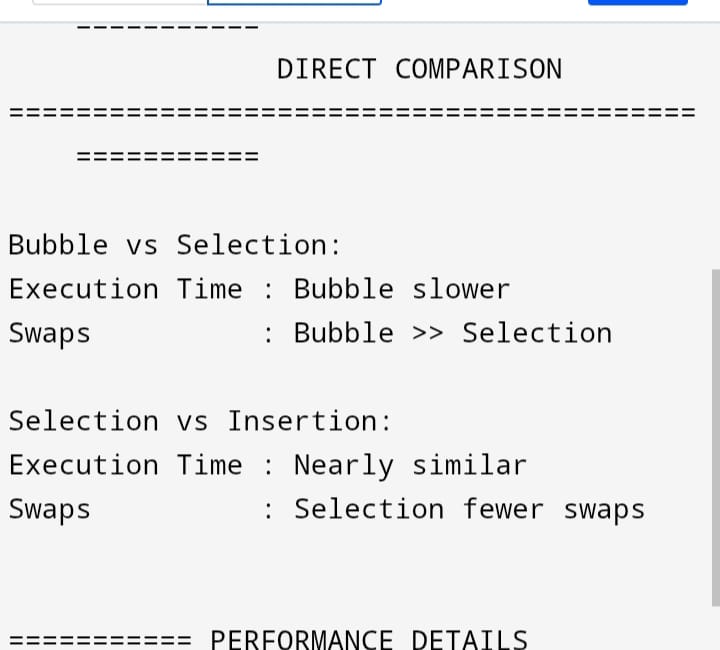 ===========
DIRECT COMPARISON
=========================================
===========
Bubble vs Selection:
Execution Time : Bubble slower
Swaps          : Bubble >> Selection
Selection vs Insertion:
Execution Time : Nearly similar
Swaps          : Selection fewer swaps
=========== PERFORMANCE DETAILS